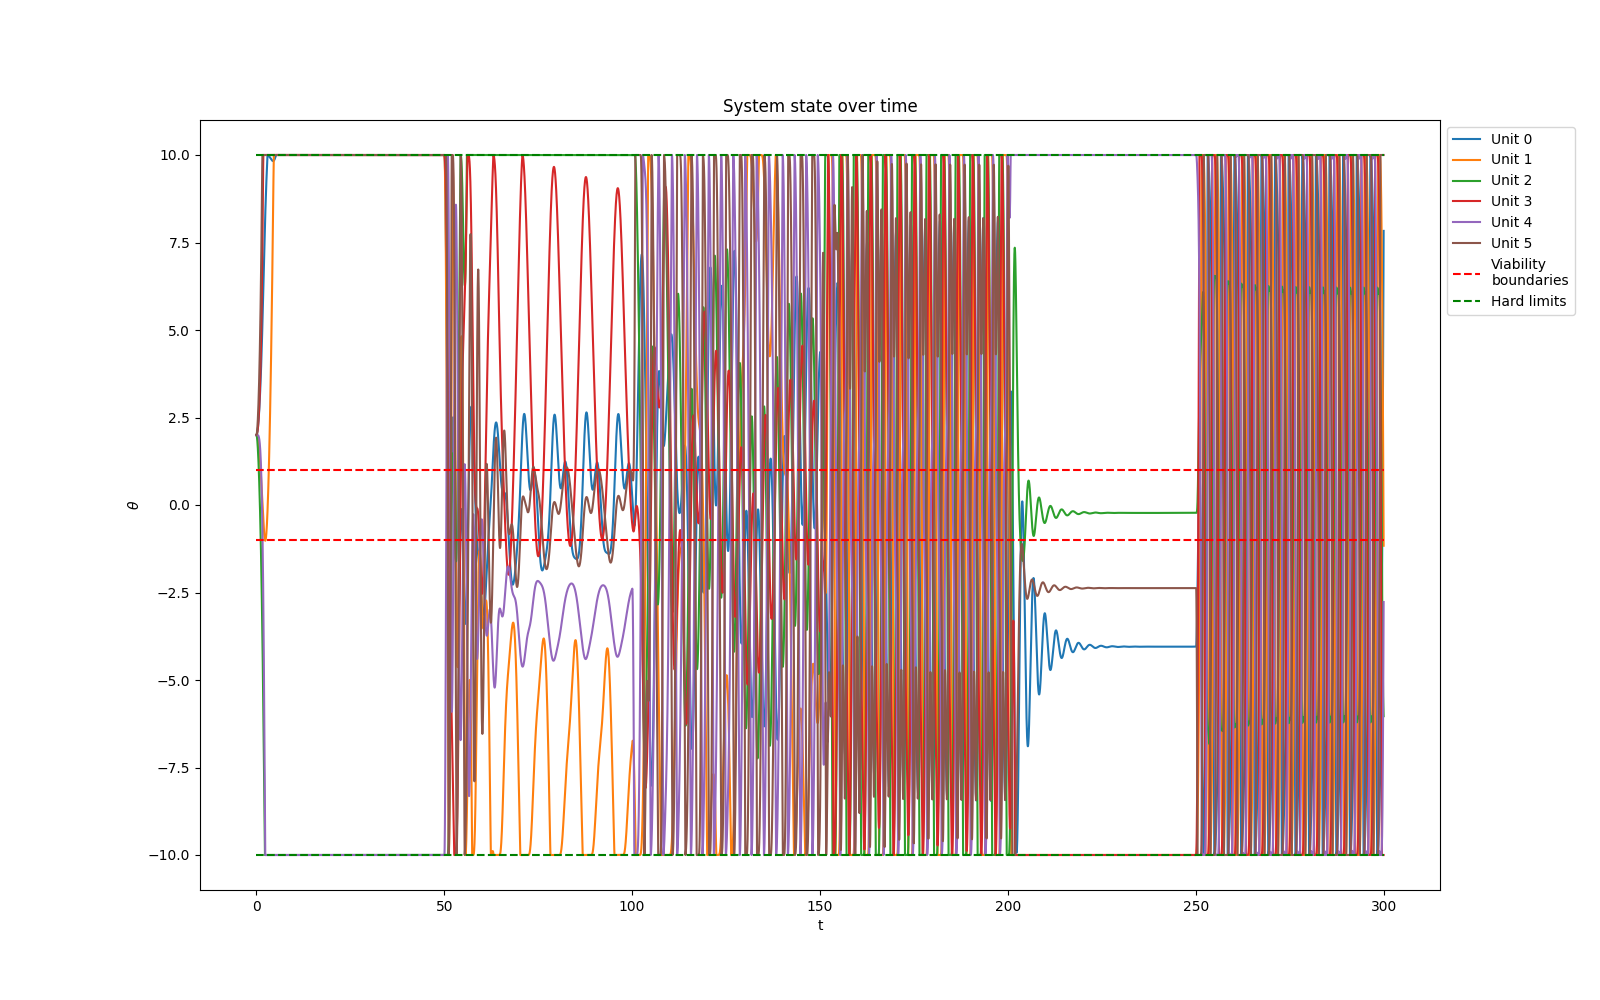 System state over time
10.0
7.5
5.0
2.5
0.0
−2.5
−5.0
−7.5
−10.0
θ
0
50
100
150
200
250
300
t
Unit 0
Unit 1
Unit 2
Unit 3
Unit 4
Unit 5
Viability
boundaries
Hard limits